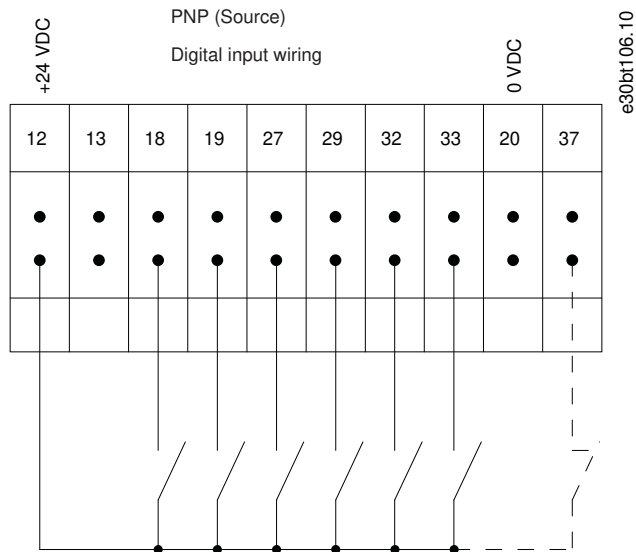 PNP (Source)
Digital input wiring
+24 VDC
0 VDC
e30bt106.10
12 13 18 19 27 29 32 33 20 37